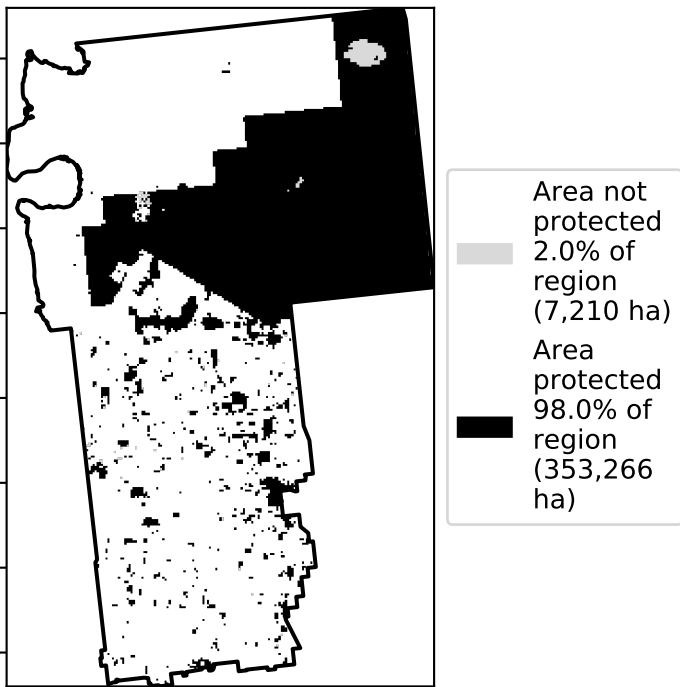 Area not
protected
2.0% of
region
(7,210 ha)
Area
protected
98.0% of
region
(353,266
ha)